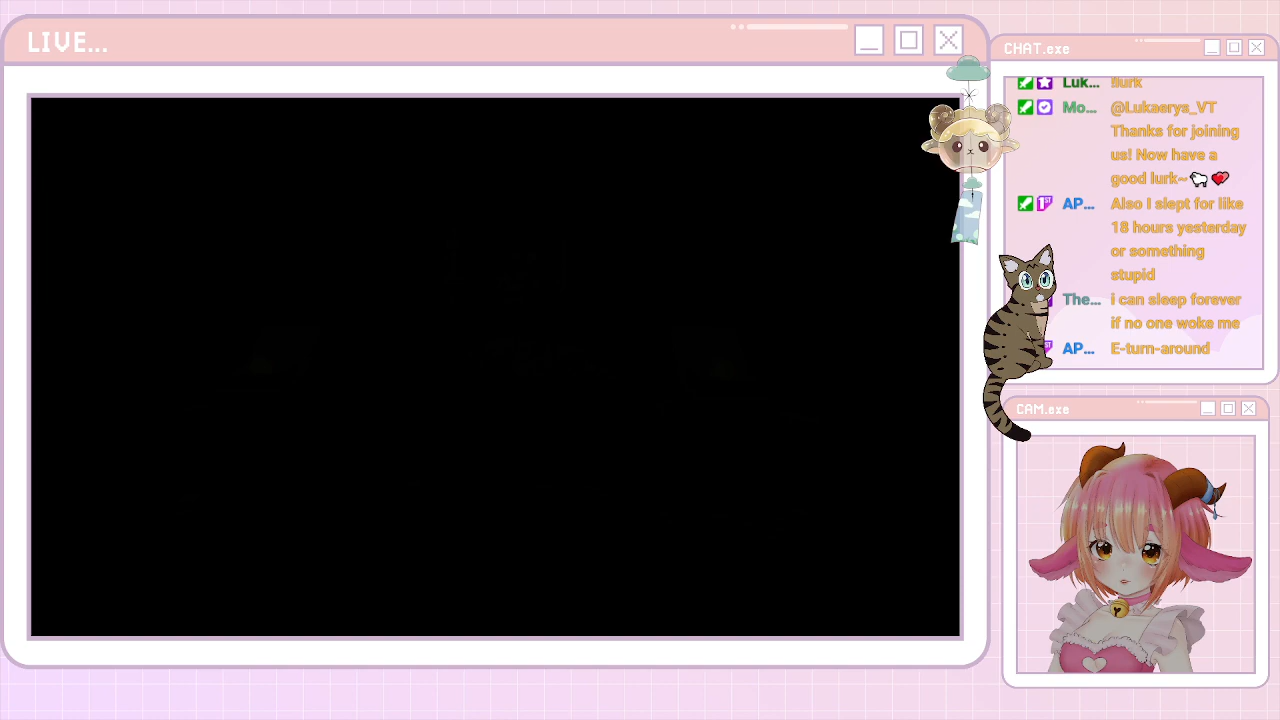 LIVE...
CHAT.exe
Luk... !lurk
Mo... @Lukaerys_VT
Thanks for joining
us! Now have a
good lurk~
AP... Also I slept for like
18 hours yesterday
or something
stupid
The... i can sleep forever
if no one woke me
AP... E-turn-around
CAM.exe